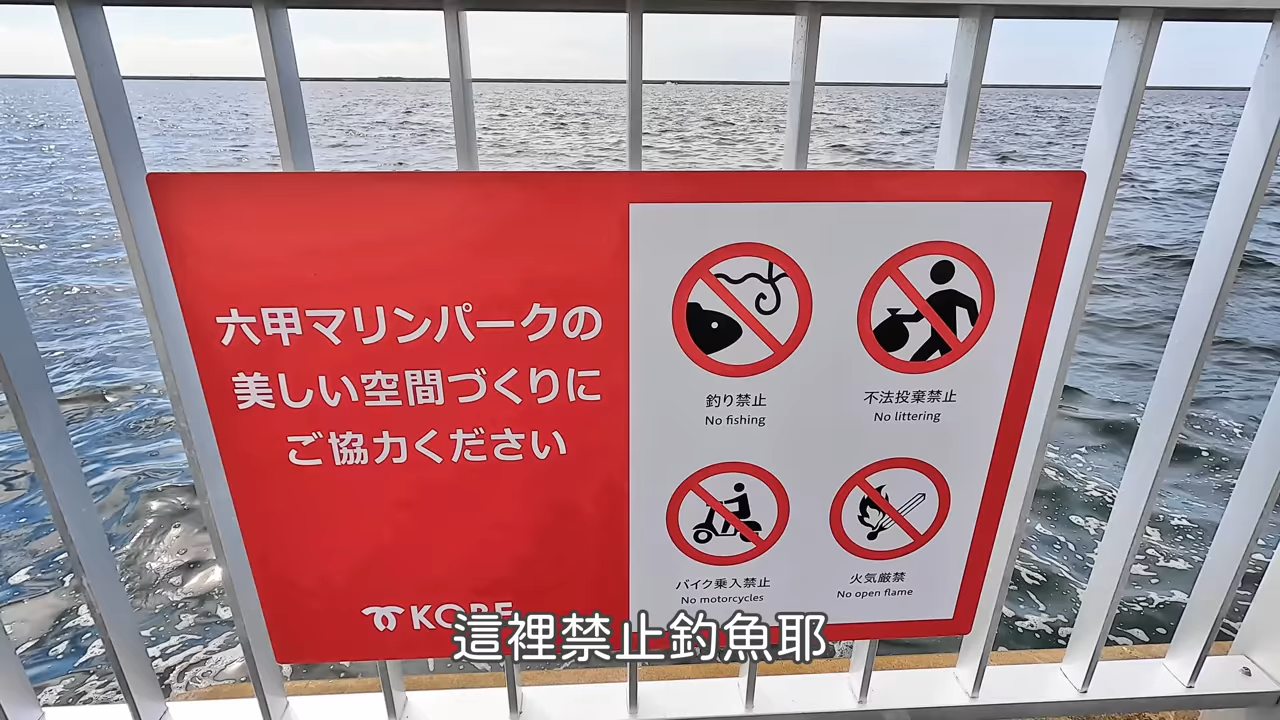 六甲マリンパークの
美しい空間づくりに
ご協力ください
釣り禁止
No fishing
不法投棄禁止
No littering
バイク乗入禁止
No motorcycles
火気厳禁
No open flame
KOBE
這裡禁止釣魚耶